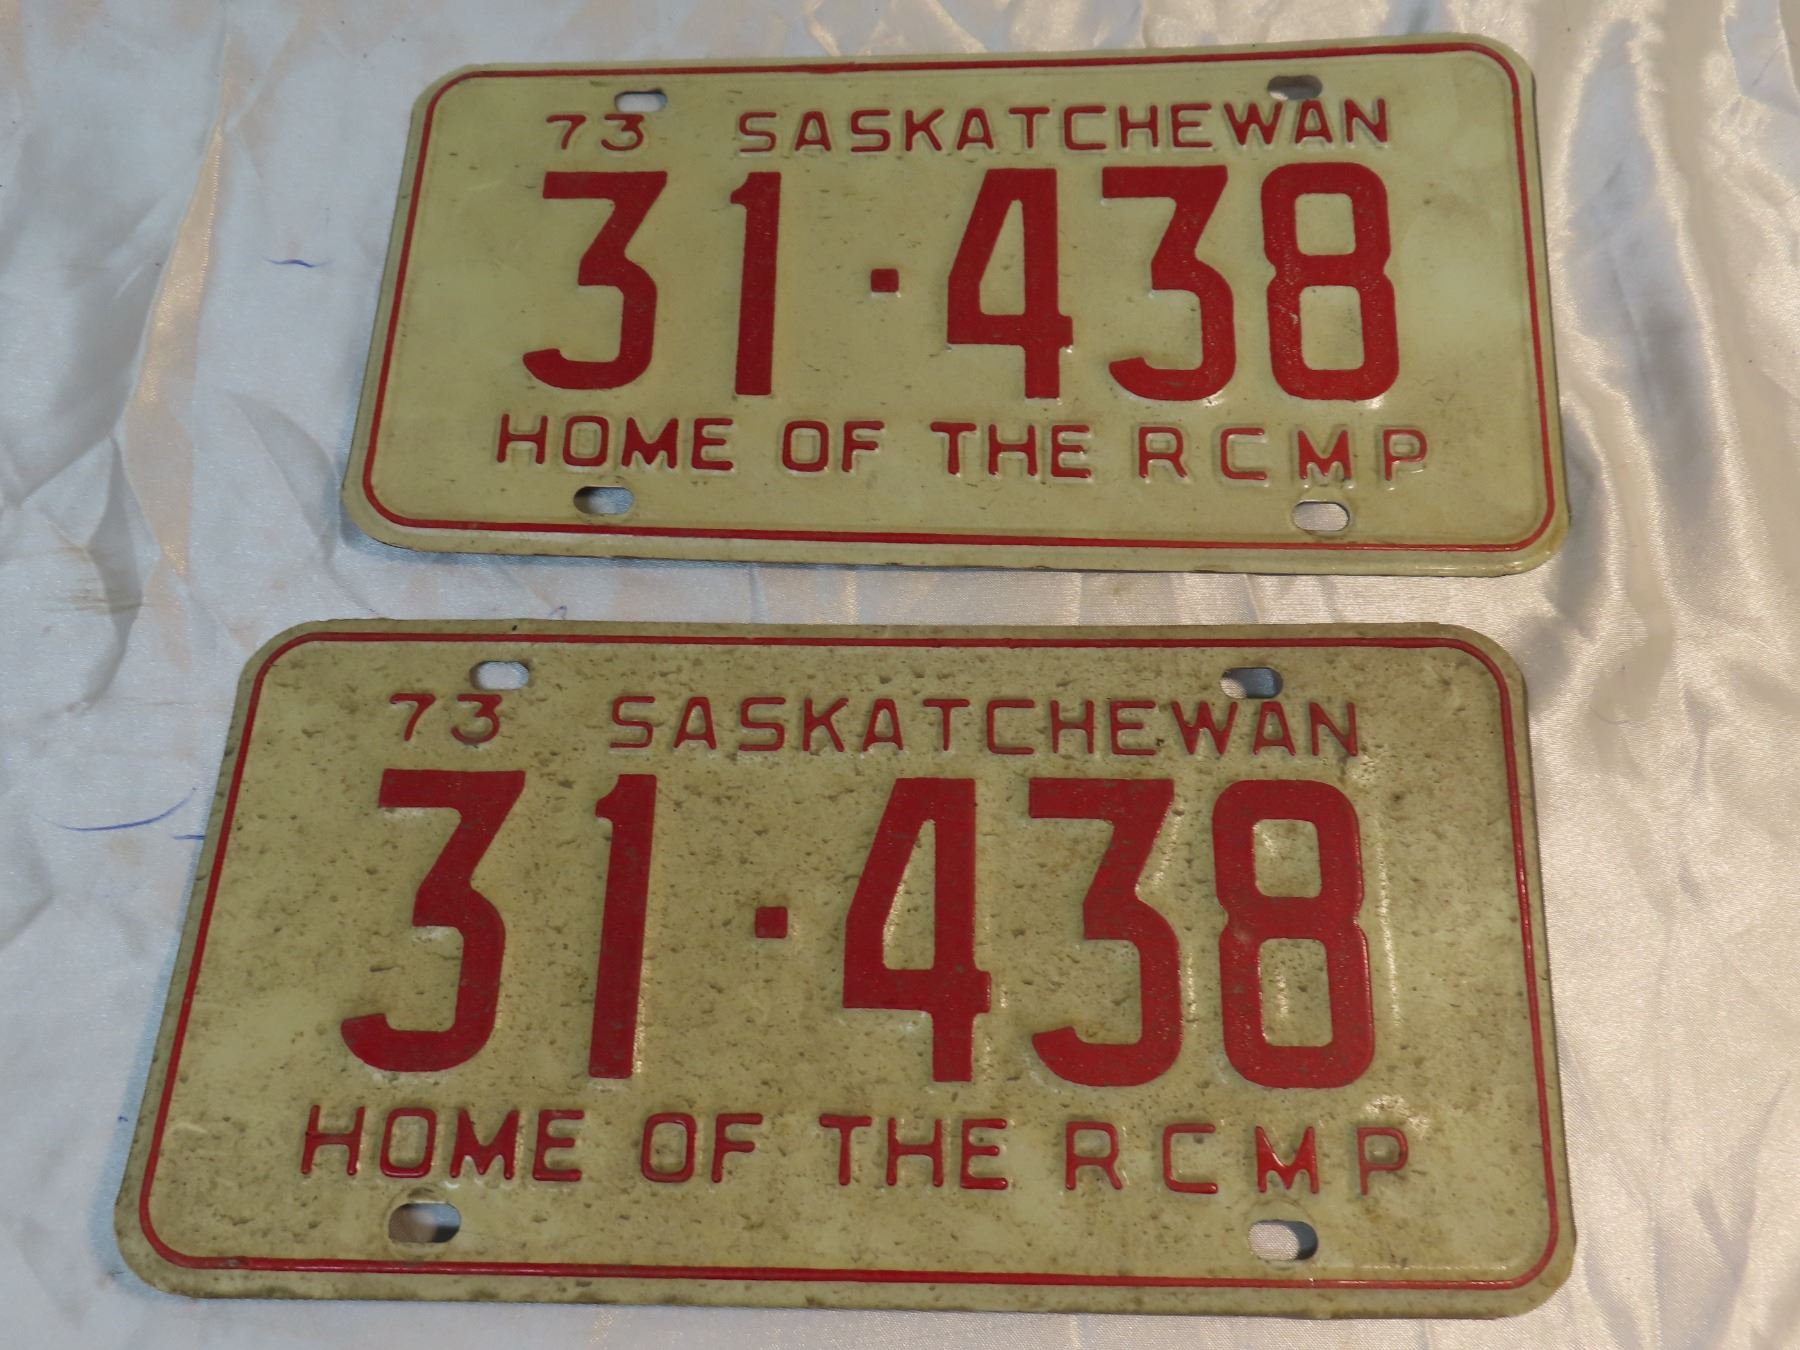 73 SASKATCHEWAN
31·438
HOME OF THE RCMP
73 SASKATCHEWAN
31·438
HOME OF THE RCMP